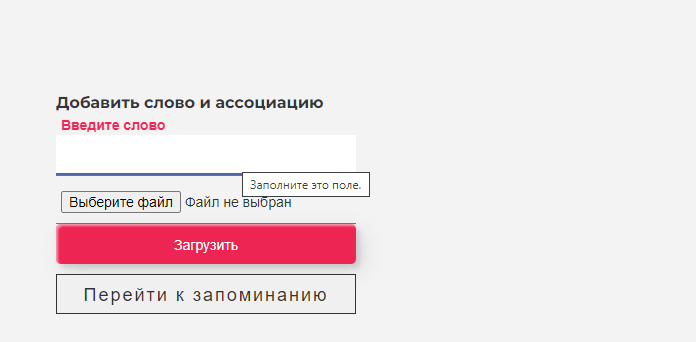 Добавить слово и ассоциацию
Введите слово
Заполните это поле.
Выберите файл Файл не выбран
Загрузить
Перейти к запоминанию